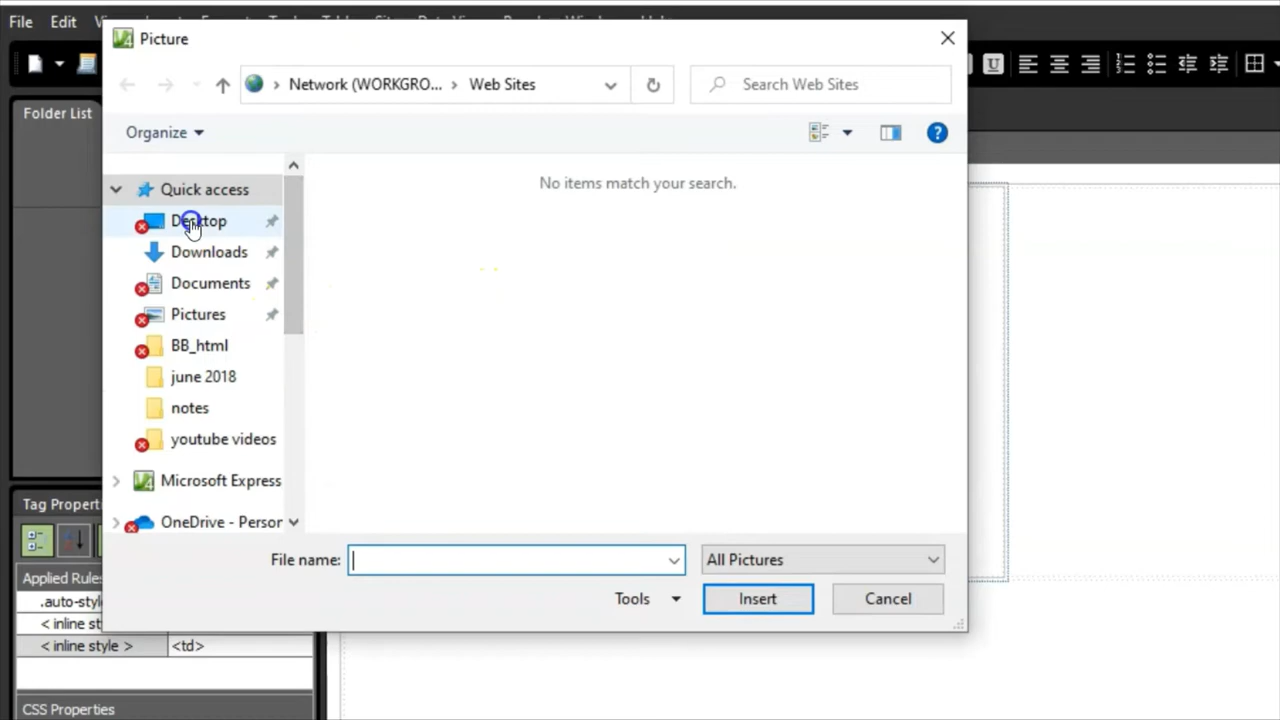 File Edit
Picture
Network (WORKGRO... Web Sites
Search Web Sites
Folder List
Organize
Quick access
No items match your search.
Desktop
Downloads
Documents
Pictures
BB_html
june 2018
notes
youtube videos
Microsoft Express
OneDrive - Person
Tag Properti
File name:
All Pictures
Applied Rules
Tools
Insert
Cancel
.auto-style
< inline st
< inline style >
<td>
CSS Properties
U